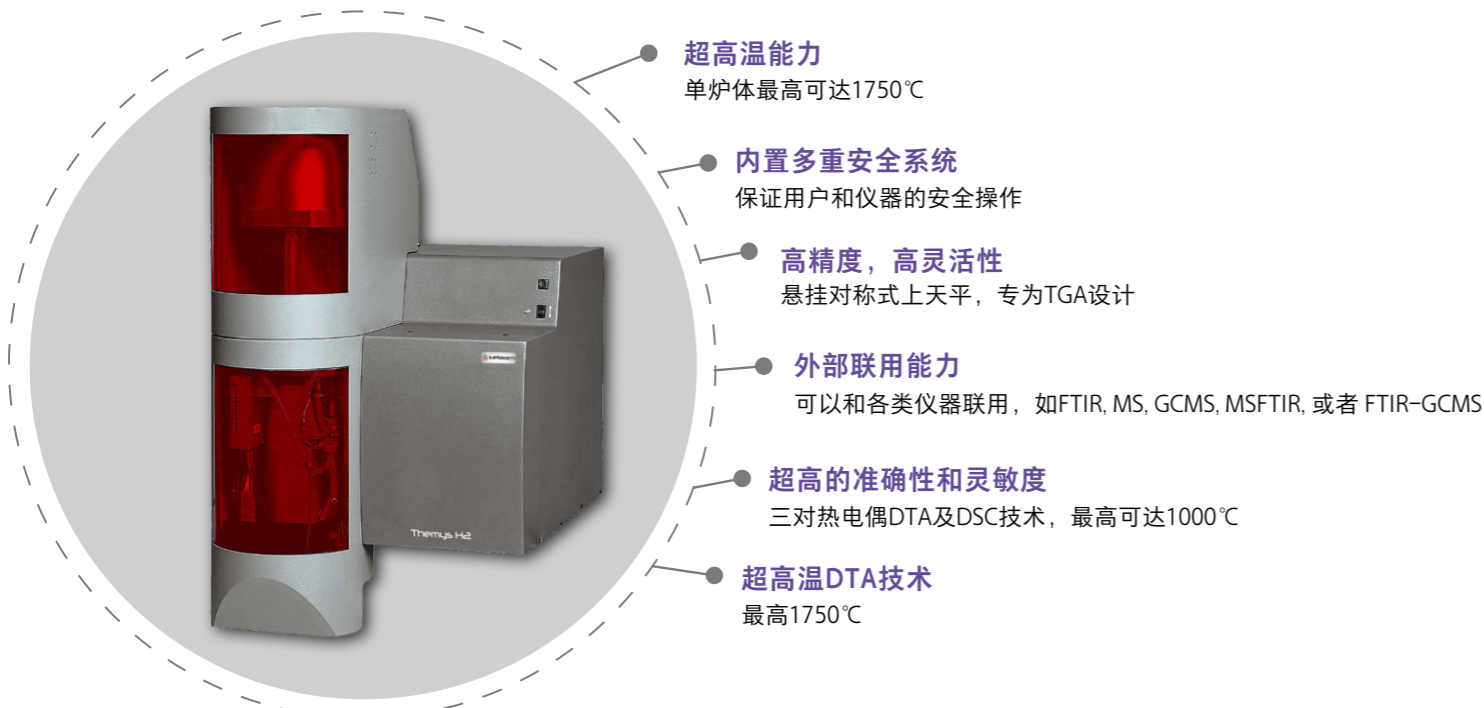 超高温能力
单炉体最高可达1750℃
内置多重安全系统
保证用户和仪器的安全操作
高精度，高灵活性
悬挂对称式上天平，专为TGA设计
外部联用能力
可以和各类仪器联用，如FTIR, MS, GCMS, MSFTIR, 或者 FTIR-GCMS
超高的准确性和灵敏度
三对热电偶DTA及DSC技术，最高可达1000℃
超高温DTA技术
最高1750℃
Themys H2